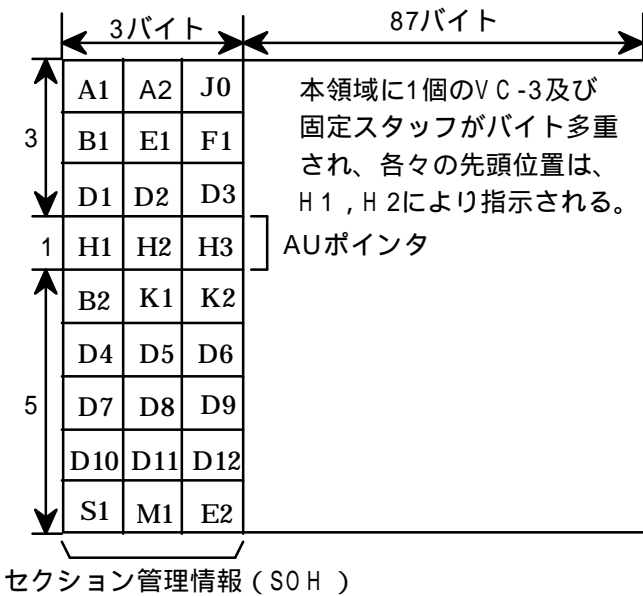 3バイト 87バイト
A1 A2 J0
B1 E1 F1
D1 D2 D3
H1 H2 H3
B2 K1 K2
D4 D5 D6
D7 D8 D9
D10 D11 D12
S1 M1 E2
3
1
5
本領域に1個のVC-3及び
固定スタッフがバイト多重
され、各々の先頭位置は、
H1,H2により指示される。
AUポインタ
セクション管理情報(SOH)